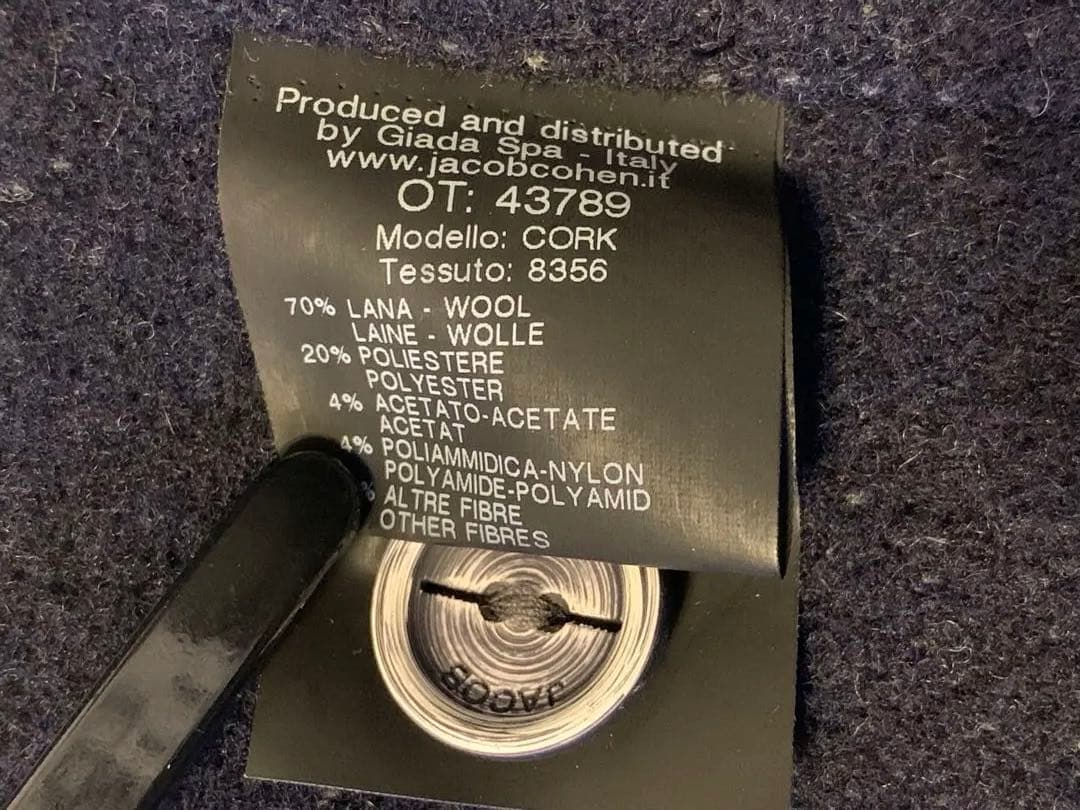 Produced and distributed
by Giada Spa - Italy
www.jacobcohen.it
OT: 43789
Modello: CORK
Tessuto: 8356
70% LANA - WOOL
LAINE - WOLLE
20% POLIESTERE
POLYESTER
4% ACETATO-ACETATE
ACETAT
4% POLIAMMIDICA-NYLON
POLYAMIDE-POLYAMID
% ALTRE FIBRE
OTHER FIBRES
JACOB